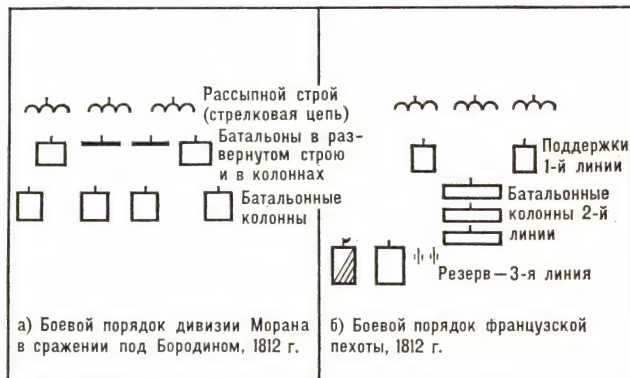 Рассыпной строй
(стрелковая цепь)
Батальоны в раз-
вернутом строю
и в колоннах
Батальонные
колонны
а) Боевой порядок дивизии Морана
в сражении под Бородином, 1812 г.
Поддержки
1-й линии
Батальонные
колонны 2-й
линии
Резерв—3-я линия
б) Боевой порядок французской
пехоты, 1812 г.